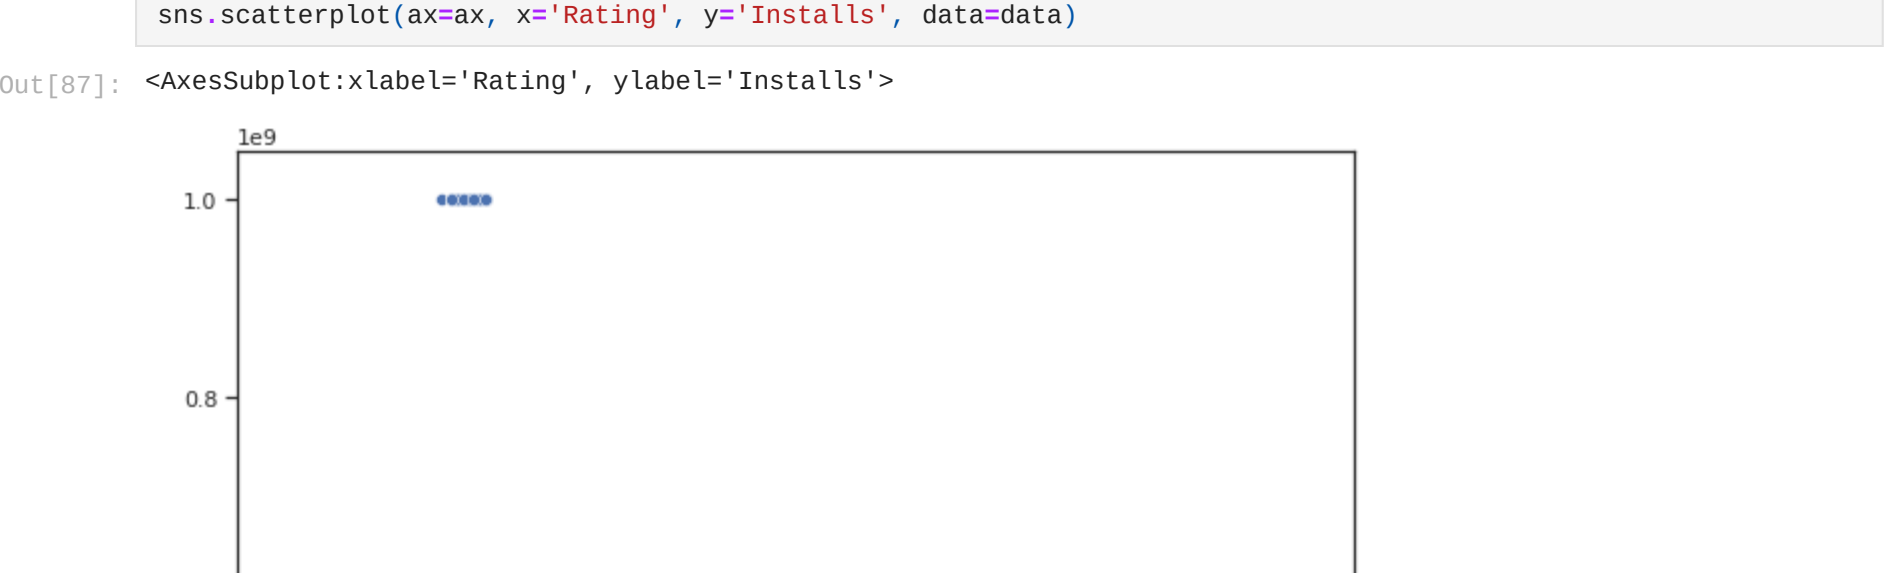 sns.scatterplot(ax=ax, x='Rating', y='Installs', data=data)
Out[87]: <AxesSubplot:xlabel='Rating', ylabel='Installs'>
1e9
1.0
0.8